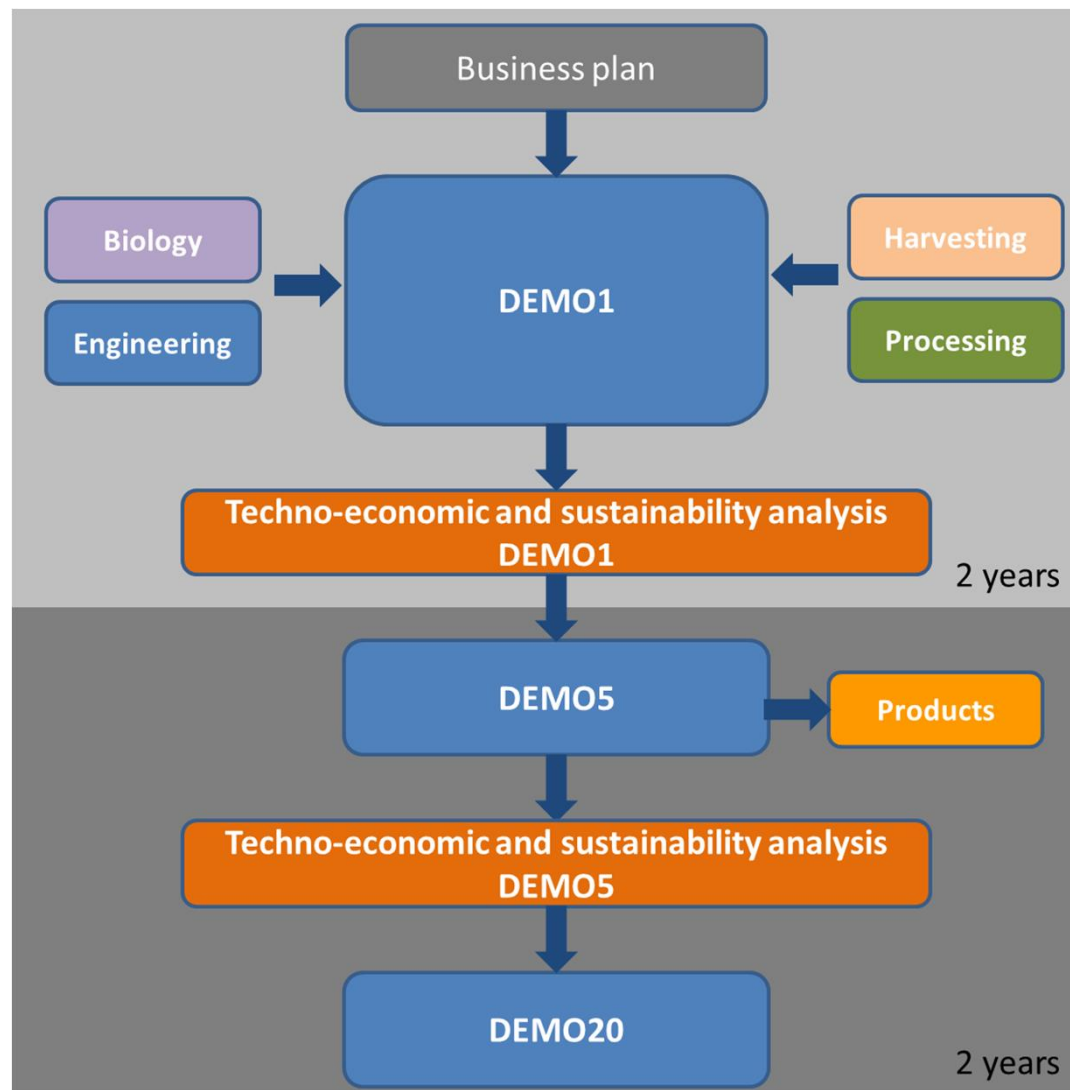 Business plan
Biology
Engineering
DEMO1
Harvesting
Processing
Techno-economic and sustainability analysis
DEMO1
2 years
DEMO5
Products
Techno-economic and sustainability analysis
DEMO5
DEMO20
2 years